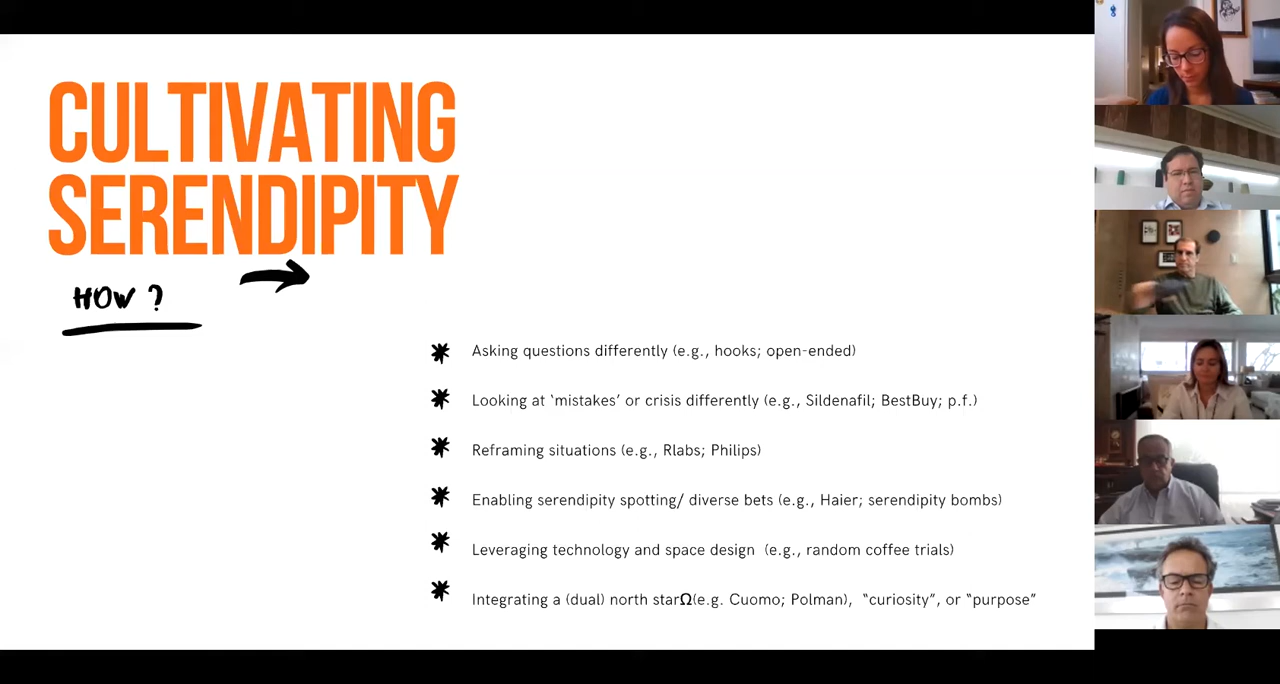 CULTIVATING
SERENDIPITY
HOW ?
Asking questions differently (e.g., hooks; open-ended)
Looking at ‘mistakes’ or crisis differently (e.g., Sildenafil; BestBuy; p.f.)
Reframing situations (e.g., Rlabs; Philips)
Enabling serendipity spotting/ diverse bets (e.g., Haier; serendipity bombs)
Leveraging technology and space design (e.g., random coffee trials)
Integrating a (dual) north starΩ(e.g. Cuomo; Polman), “curiosity”, or “purpose”